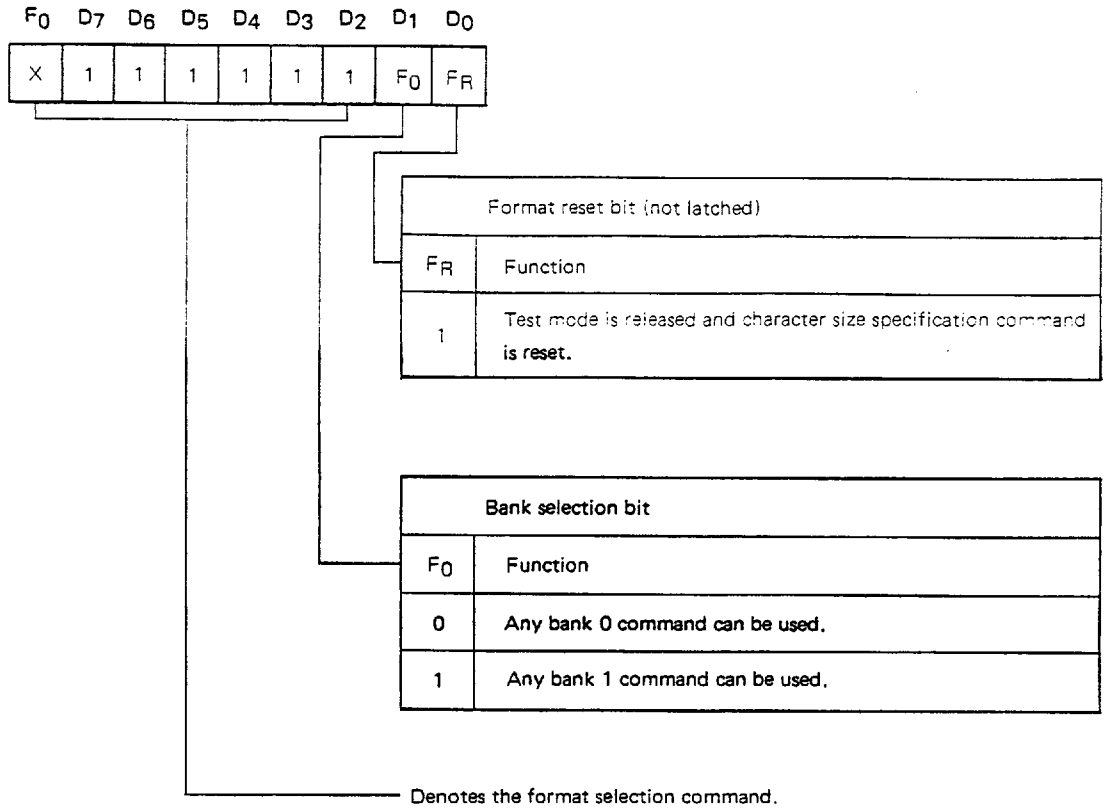 F0 D7 D6 D5 D4 D3 D2 D1 D0
X 1 1 1 1 1 1 F0 FR
Format reset bit (not latched)
FR Function
1 Test mode is released and character size specification command
is reset.
Bank selection bit
F0 Function
0 Any bank 0 command can be used.
1 Any bank 1 command can be used.
Denotes the format selection command.